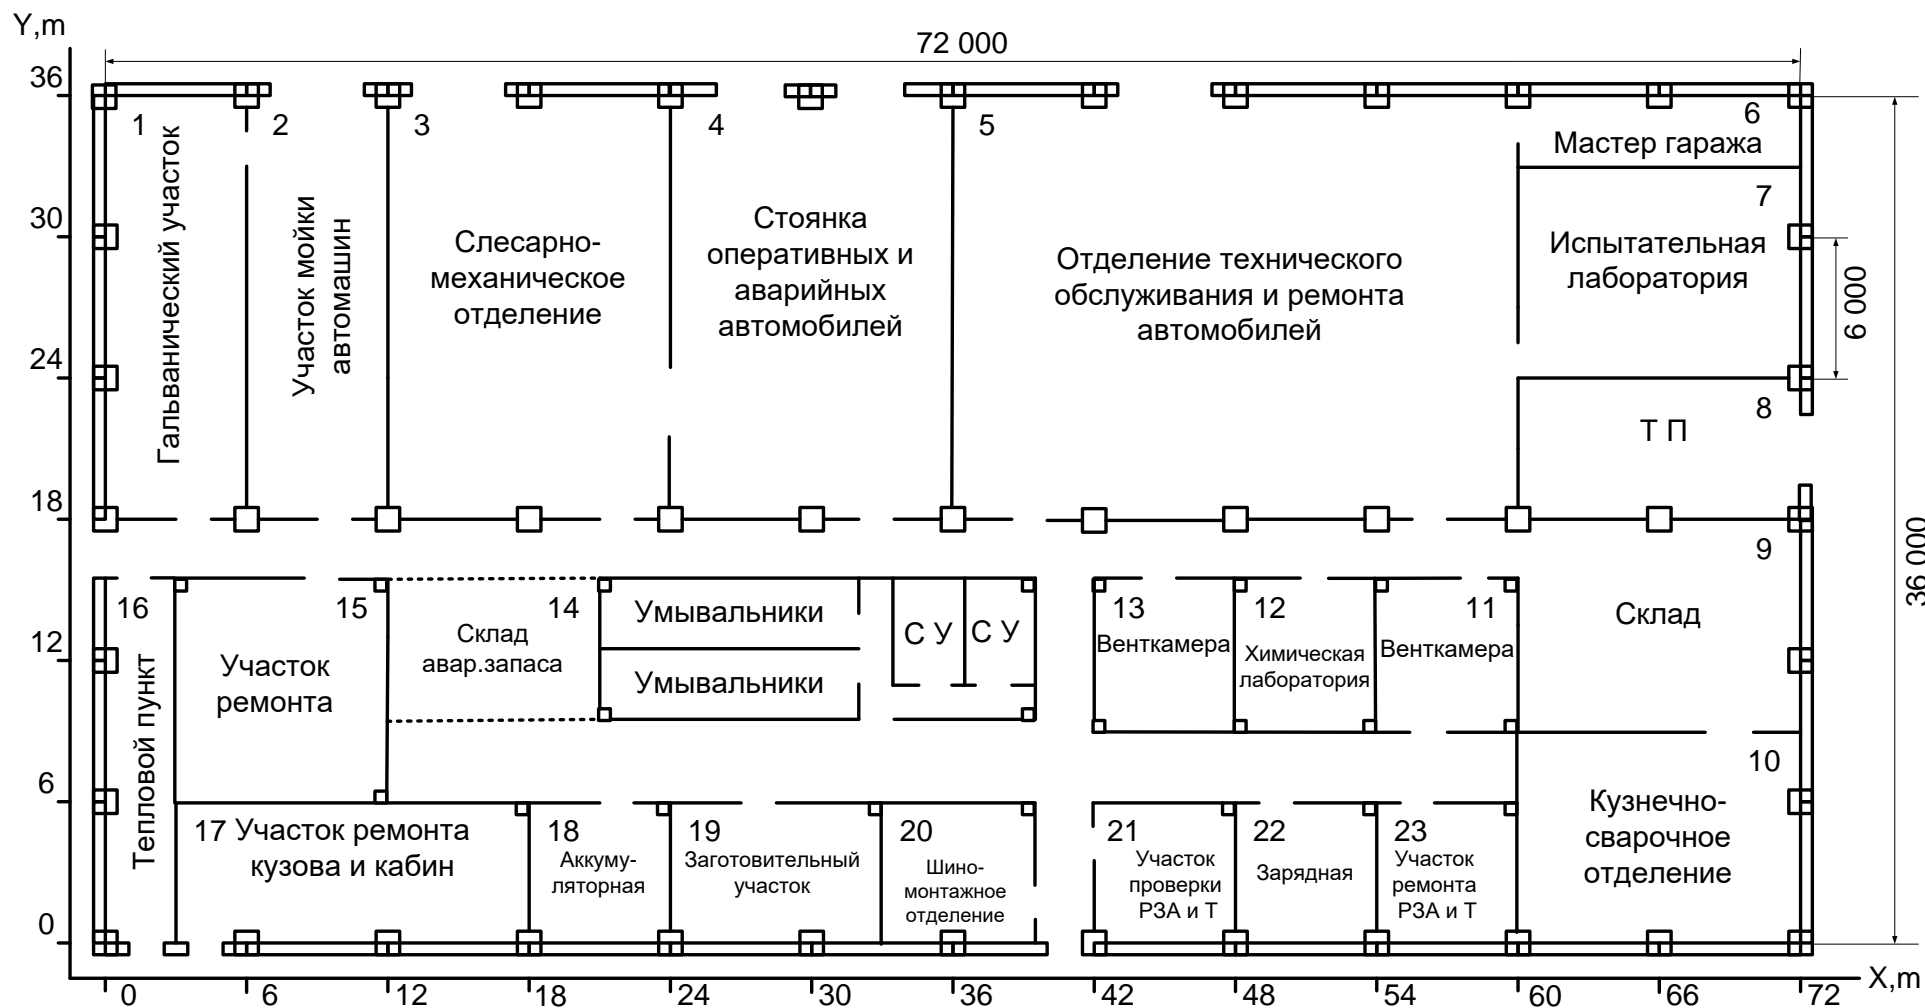 Y,m
72 000
36
30
24
18
12
6
0
1
Гальванический участок
2
Участок мойки
автомашин
3
Слесарно-
механическое
отделение
4
Стоянка
оперативных и
аварийных
автомобилей
5
Отделение технического
обслуживания и ремонта
автомобилей
6
Мастер гаража
7
Испытательная
лаборатория
6 000
8
Т П
36 000
9
Склад
10
Кузнечно-
сварочное
отделение
16
Тепловой пункт
15
Участок
ремонта
14
Склад
авар.запаса
Умывальники
Умывальники
С У
С У
13
Венткамера
12
Химическая
лаборатория
11
Венткамера
17 Участок ремонта
кузова и кабин
18
Аккуму-
ляторная
19
Заготовительный
участок
20
Шино-
монтажное
отделение
21
Участок
проверки
РЗА и Т
22
Зарядная
23
Участок
ремонта
РЗА и Т
0
6
12
18
24
30
36
42
48
54
60
66
72
X,m